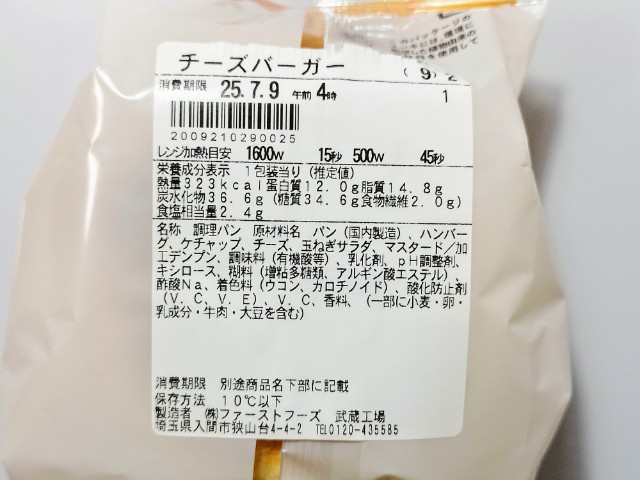 チーズバーガー
(9) 2
消費期限 25.7.9 午前 4時
1
2009210290025
レンジ加熱目安 1600W 15秒 500W 45秒
栄養成分表示 1包装当り(推定値)
熱量323kcal蛋白質12.0g脂質14.8g
炭水化物36.6g(糖質34.6g食物繊維2.0g)
食塩相当量2.4g
名称 調理パン 原材料名 パン(国内製造)、ハンバー
グ、ケチャップ、チーズ、玉ねぎサラダ、マスタード/加
工デンプン、調味料(有機酸等)、乳化剤、pH調整剤、
キシロース、糊料(増粘多糖類、アルギン酸エステル)、
酢酸Na、着色料(ウコン、カロチノイド)、酸化防止剤
(V.C、V.E)、V.C、香料、(一部に小麦・卵・
乳成分・牛肉・大豆を含む)
消費期限 別途商品名下部に記載
保存方法 10℃以下
製造者 (株)ファーストフーズ 武蔵工場
埼玉県入間市狭山台4-4-2 TEL0120-435585